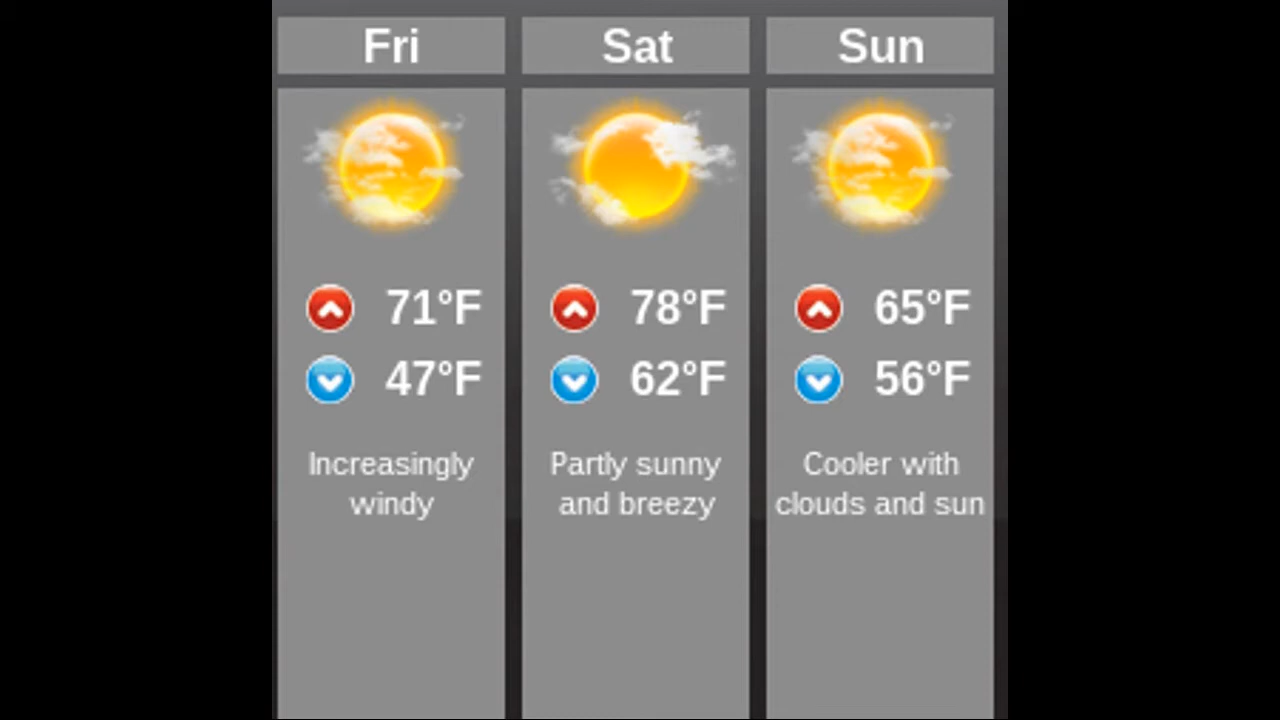 Fri
71°F
47°F
Increasingly
windy
Sat
78°F
62°F
Partly sunny
and breezy
Sun
65°F
56°F
Cooler with
clouds and sun